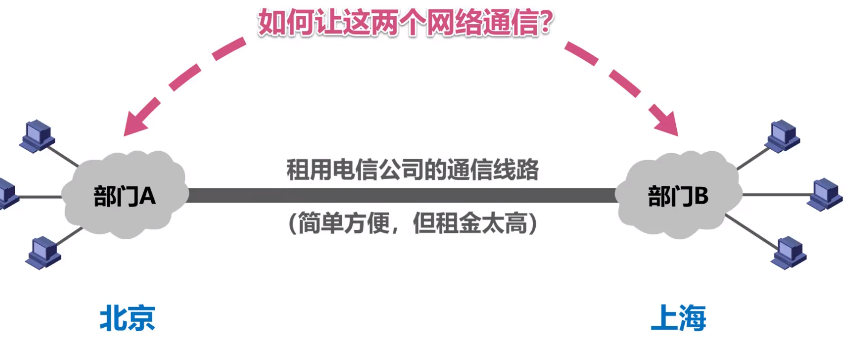 如何让这两个网络通信？
租用电信公司的通信线路
部门A
部门B
（简单方便，但租金太高）
北京
上海